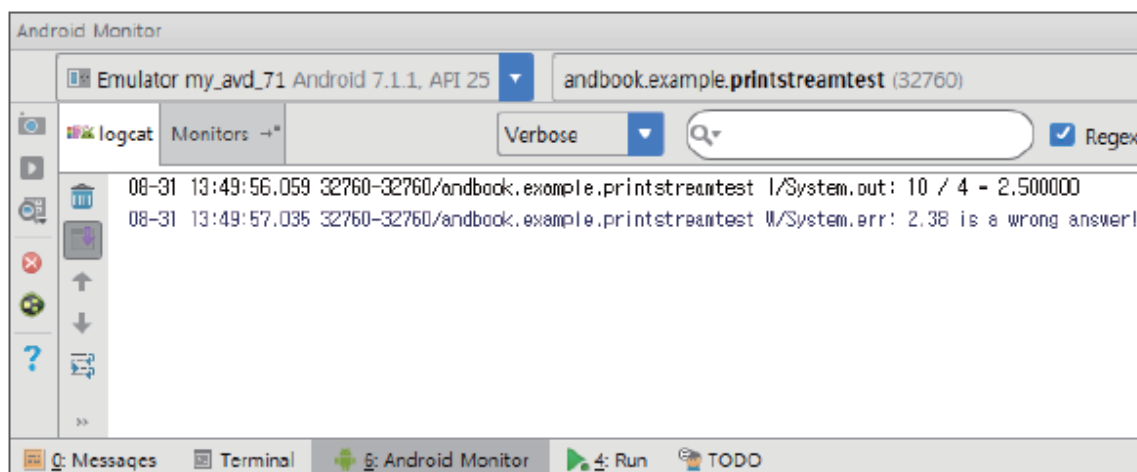 Android Monitor
Emulator my_avd_71 Android 7.1.1, API 25 andbook.example.printstreamtest (32760)
logcat Monitors Verbose Regex
08-31 13:49:56.059 32760-32760/andbook.example.printstreamtest I/System.out: 10 / 4 = 2.500000
08-31 13:49:57.035 32760-32760/andbook.example.printstreamtest W/System.err: 2.38 is a wrong answer!
0: Messages Terminal 6: Android Monitor 4: Run TODO